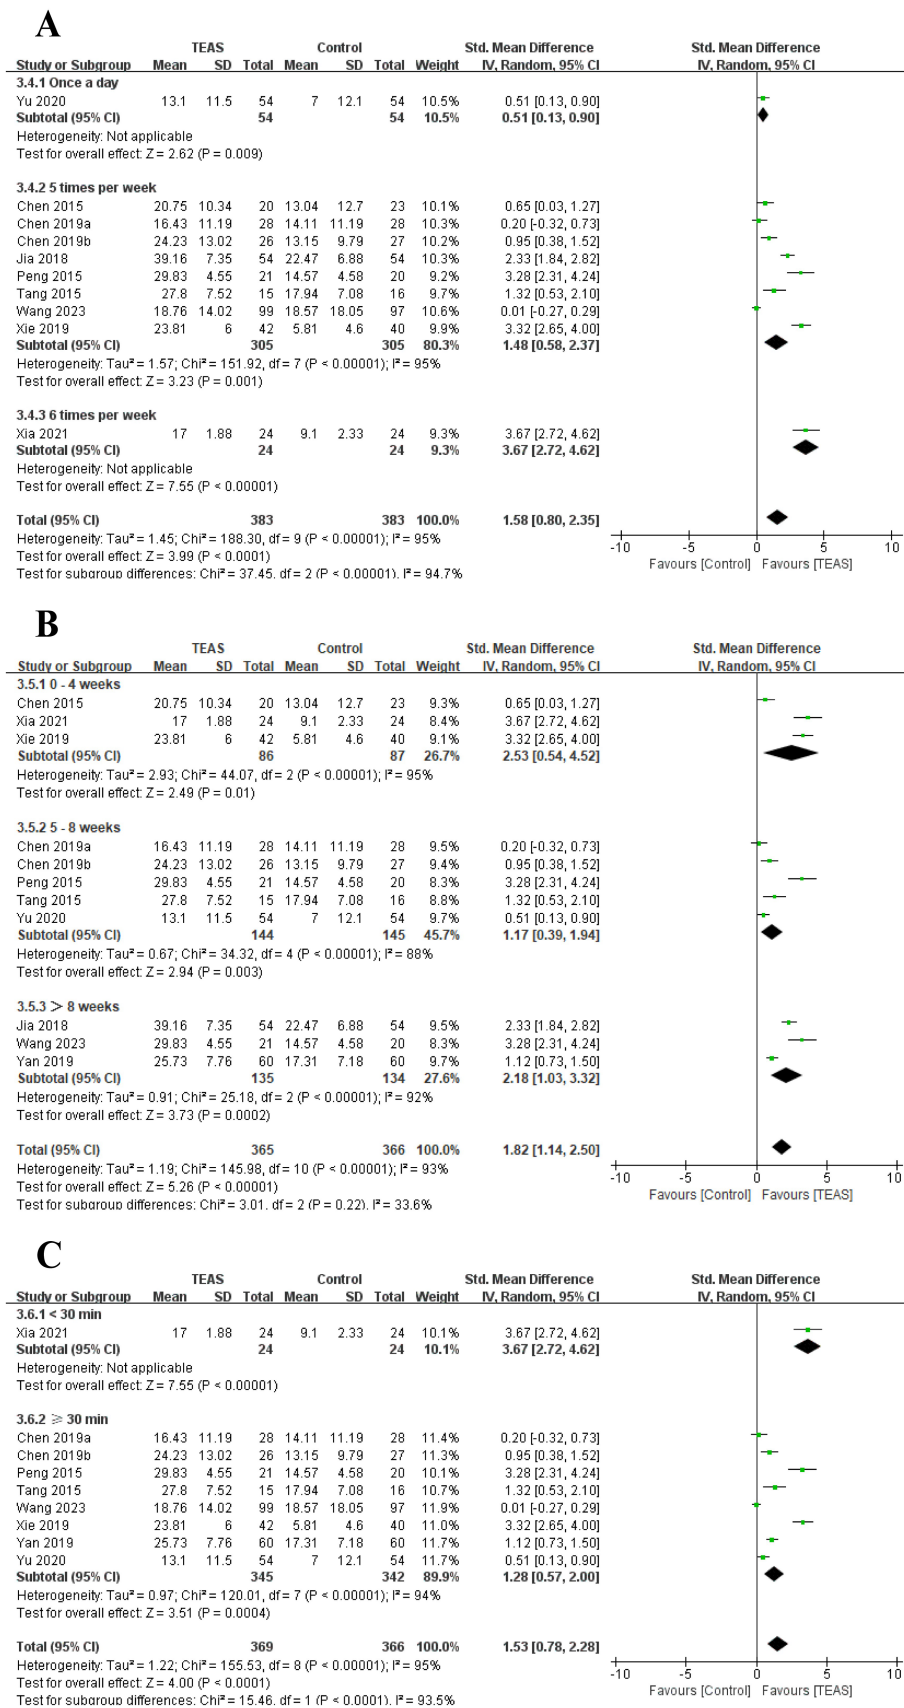 A
TEAS Control Std. Mean Difference Std. Mean Difference
Study or Subgroup Mean SD Total Mean SD Total Weight IV, Random, 95% CI IV, Random, 95% CI
3.4.1 Once a day
Yu 2020 13.1 11.5 54 7 12.1 54 10.5% 0.51 [0.13, 0.90]
Subtotal (95% CI) 54 54 10.5% 0.51 [0.13, 0.90]
Heterogeneity: Not applicable
Test for overall effect: Z = 2.62 (P = 0.009)
3.4.2 5 times per week
Chen 2015 20.75 10.34 20 13.04 12.7 23 10.1% 0.65 [0.03, 1.27]
Chen 2019a 16.43 11.19 28 14.11 11.19 28 10.3% 0.20 [-0.32, 0.73]
Chen 2019b 24.23 13.02 26 13.15 9.79 27 10.2% 0.95 [0.38, 1.52]
Jia 2018 39.16 7.35 54 22.47 6.88 54 10.4% 2.33 [1.84, 2.82]
Peng 2015 29.83 4.55 21 14.57 4.58 20 9.2% 3.28 [2.31, 4.24]
Tang 2015 27.8 7.52 15 17.94 7.08 16 9.7% 1.32 [0.53, 2.10]
Wang 2023 18.76 14.02 99 18.57 18.05 97 10.6% 0.01 [-0.27, 0.29]
Xie 2019 23.81 6 42 5.81 4.6 40 9.9% 3.32 [2.65, 4.00]
Subtotal (95% CI) 305 305 80.3% 1.48 [0.58, 2.37]
Heterogeneity: Tau² = 1.57; Chi² = 151.92, df = 7 (P < 0.00001); I² = 95%
Test for overall effect: Z = 3.23 (P = 0.001)
3.4.3 6 times per week
Xia 2021 17 1.88 24 9.1 2.33 24 9.3% 3.67 [2.72, 4.62]
Subtotal (95% CI) 24 24 9.3% 3.67 [2.72, 4.62]
Heterogeneity: Not applicable
Test for overall effect: Z = 7.55 (P < 0.00001)
Total (95% CI) 383 383 100.0% 1.58 [0.80, 2.35]
Heterogeneity: Tau² = 1.45; Chi² = 188.30, df = 9 (P < 0.00001); I² = 95%
Test for overall effect: Z = 3.99 (P < 0.0001)
Test for subgroup differences: Chi² = 37.45, df = 2 (P < 0.00001), I² = 94.7%
-10 -5 0 5 10
Favours [Control] Favours [TEAS]
B
TEAS Control Std. Mean Difference Std. Mean Difference
Study or Subgroup Mean SD Total Mean SD Total Weight IV, Random, 95% CI IV, Random, 95% CI
3.5.1 0 - 4 weeks
Chen 2015 20.75 10.34 20 13.04 12.7 23 9.3% 0.65 [0.03, 1.27]
Xia 2021 17 1.88 24 9.1 2.33 24 8.4% 3.67 [2.72, 4.62]
Xie 2019 23.81 6 42 5.81 4.6 40 9.1% 3.32 [2.65, 4.00]
Subtotal (95% CI) 86 87 26.7% 2.53 [0.54, 4.52]
Heterogeneity: Tau² = 2.93; Chi² = 44.07, df = 2 (P < 0.00001); I² = 95%
Test for overall effect: Z = 2.49 (P = 0.01)
3.5.2 5 - 8 weeks
Chen 2019a 16.43 11.19 28 14.11 11.19 28 9.5% 0.20 [-0.32, 0.73]
Chen 2019b 24.23 13.02 26 13.15 9.79 27 9.4% 0.95 [0.38, 1.52]
Peng 2015 29.83 4.55 21 14.57 4.58 20 8.3% 3.28 [2.31, 4.24]
Tang 2015 27.8 7.52 15 17.94 7.08 16 8.8% 1.32 [0.53, 2.10]
Yu 2020 13.1 11.5 54 7 12.1 54 9.7% 0.51 [0.13, 0.90]
Subtotal (95% CI) 144 145 45.7% 1.17 [0.39, 1.94]
Heterogeneity: Tau² = 0.67; Chi² = 34.32, df = 4 (P < 0.00001); I² = 88%
Test for overall effect: Z = 2.94 (P = 0.003)
3.5.3 > 8 weeks
Jia 2018 39.16 7.35 54 22.47 6.88 54 9.5% 2.33 [1.84, 2.82]
Wang 2023 29.83 4.55 21 14.57 4.58 20 8.3% 3.28 [2.31, 4.24]
Yan 2019 25.73 7.76 60 17.31 7.18 60 9.7% 1.12 [0.73, 1.50]
Subtotal (95% CI) 135 134 27.6% 2.18 [1.03, 3.32]
Heterogeneity: Tau² = 0.91; Chi² = 25.18, df = 2 (P < 0.00001); I² = 92%
Test for overall effect: Z = 3.73 (P = 0.0002)
Total (95% CI) 365 366 100.0% 1.82 [1.14, 2.50]
Heterogeneity: Tau² = 1.19; Chi² = 145.98, df = 10 (P < 0.00001); I² = 93%
Test for overall effect: Z = 5.26 (P < 0.00001)
Test for subgroup differences: Chi² = 3.01, df = 2 (P = 0.22), I² = 33.6%
-10 -5 0 5 10
Favours [Control] Favours [TEAS]
C
TEAS Control Std. Mean Difference Std. Mean Difference
Study or Subgroup Mean SD Total Mean SD Total Weight IV, Random, 95% CI IV, Random, 95% CI
3.6.1 < 30 min
Xia 2021 17 1.88 24 9.1 2.33 24 10.1% 3.67 [2.72, 4.62]
Subtotal (95% CI) 24 24 10.1% 3.67 [2.72, 4.62]
Heterogeneity: Not applicable
Test for overall effect: Z = 7.55 (P < 0.00001)
3.6.2 ≥ 30 min
Chen 2019a 16.43 11.19 28 14.11 11.19 28 11.4% 0.20 [-0.32, 0.73]
Chen 2019b 24.23 13.02 26 13.15 9.79 27 11.3% 0.95 [0.38, 1.52]
Peng 2015 29.83 4.55 21 14.57 4.58 20 10.1% 3.28 [2.31, 4.24]
Tang 2015 27.8 7.52 15 17.94 7.08 16 10.7% 1.32 [0.53, 2.10]
Wang 2023 18.76 14.02 99 18.57 18.05 97 11.9% 0.01 [-0.27, 0.29]
Xie 2019 23.81 6 42 5.81 4.6 40 11.0% 3.32 [2.65, 4.00]
Yan 2019 25.73 7.76 60 17.31 7.18 60 11.7% 1.12 [0.73, 1.50]
Yu 2020 13.1 11.5 54 7 12.1 54 11.7% 0.51 [0.13, 0.90]
Subtotal (95% CI) 345 342 89.9% 1.28 [0.57, 2.00]
Heterogeneity: Tau² = 0.97; Chi² = 120.01, df = 7 (P < 0.00001); I² = 94%
Test for overall effect: Z = 3.51 (P = 0.0004)
Total (95% CI) 369 366 100.0% 1.53 [0.78, 2.28]
Heterogeneity: Tau² = 1.22; Chi² = 155.53, df = 8 (P < 0.00001); I² = 95%
Test for overall effect: Z = 4.00 (P < 0.0001)
Test for subgroup differences: Chi² = 15.46, df = 1 (P < 0.0001), I² = 93.5%
-10 -5 0 5 10
Favours [Control] Favours [TEAS]